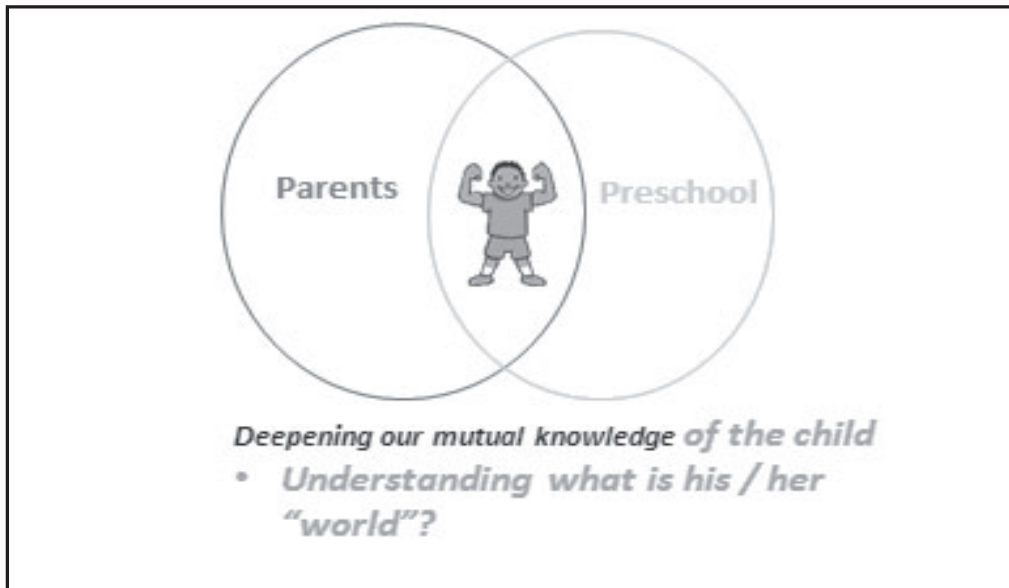 Parents
Preschool
Deepening our mutual knowledge of the child
• Understanding what is his / her
“world”?